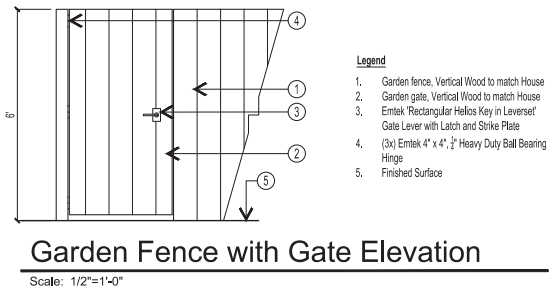 4
1
3
2
5
6'
Legend
1. Garden fence, Vertical Wood to match House
2. Garden gate, Vertical Wood to match House
3. Emtek 'Rectangular Helios Key in Leverset'
Gate Lever with Latch and Strike Plate
4. (3x) Emtek 4" x 4", 1/4" Heavy Duty Ball Bearing
Hinge
5. Finished Surface
Garden Fence with Gate Elevation
Scale: 1/2"=1'-0"